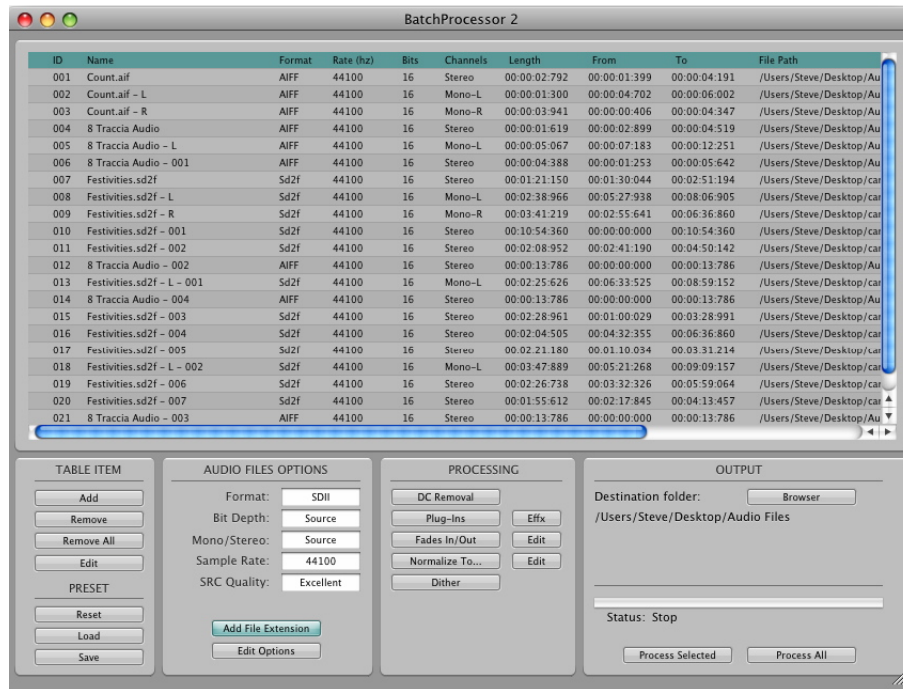 BatchProcessor 2
ID Name Format Rate (hz) Bits Channels Length From To File Path
001 Count.aif AIFF 44100 16 Stereo 00:00:02:792 00:00:01:399 00:00:04:191 /Users/Steve/Desktop/Au
002 Count.aif - L AIFF 44100 16 Mono-L 00:00:01:300 00:00:04:702 00:00:06:002 /Users/Steve/Desktop/Au
003 Count.aif - R AIFF 44100 16 Mono-R 00:00:03:941 00:00:00:406 00:00:04:347 /Users/Steve/Desktop/Au
004 8 Traccia Audio AIFF 44100 16 Stereo 00:00:01:619 00:00:02:899 00:00:04:519 /Users/Steve/Desktop/Au
005 8 Traccia Audio - L AIFF 44100 16 Mono-L 00:00:05:067 00:00:07:183 00:00:12:251 /Users/Steve/Desktop/Au
006 8 Traccia Audio - 001 AIFF 44100 16 Stereo 00:00:04:388 00:00:01:253 00:00:05:642 /Users/Steve/Desktop/Au
007 Festivities.sd2f Sd2f 44100 16 Stereo 00:01:21:150 00:01:30:044 00:02:51:194 /Users/Steve/Desktop/car
008 Festivities.sd2f - L Sd2f 44100 16 Mono-L 00:02:38:966 00:05:27:938 00:08:06:905 /Users/Steve/Desktop/car
009 Festivities.sd2f - R Sd2f 44100 16 Mono-R 00:03:41:219 00:02:55:641 00:06:36:860 /Users/Steve/Desktop/car
010 Festivities.sd2f - 001 Sd2f 44100 16 Stereo 00:10:54:360 00:00:00:000 00:10:54:360 /Users/Steve/Desktop/car
011 Festivities.sd2f - 002 Sd2f 44100 16 Stereo 00:02:08:952 00:02:41:190 00:04:50:142 /Users/Steve/Desktop/car
012 8 Traccia Audio - 002 AIFF 44100 16 Stereo 00:00:13:786 00:00:00:000 00:00:13:786 /Users/Steve/Desktop/Au
013 Festivities.sd2f - L - 001 Sd2f 44100 16 Mono-L 00:02:25:626 00:06:33:525 00:08:59:152 /Users/Steve/Desktop/car
014 8 Traccia Audio - 004 AIFF 44100 16 Stereo 00:00:13:786 00:00:00:000 00:00:13:786 /Users/Steve/Desktop/Au
015 Festivities.sd2f - 003 Sd2f 44100 16 Stereo 00:02:28:961 00:01:00:029 00:03:28:991 /Users/Steve/Desktop/car
016 Festivities.sd2f - 004 Sd2f 44100 16 Stereo 00:02:04:505 00:04:32:355 00:06:36:860 /Users/Steve/Desktop/car
017 Festivities.sd2f - 005 Sd2f 44100 16 Stereo 00:02:21:180 00:01:10:034 00:03:31:214 /Users/Steve/Desktop/car
018 Festivities.sd2f - L - 002 Sd2f 44100 16 Mono-L 00:03:47:889 00:05:21:268 00:09:09:157 /Users/Steve/Desktop/car
019 Festivities.sd2f - 006 Sd2f 44100 16 Stereo 00:02:26:738 00:03:32:326 00:05:59:064 /Users/Steve/Desktop/car
020 Festivities.sd2f - 007 Sd2f 44100 16 Stereo 00:01:55:612 00:02:17:845 00:04:13:457 /Users/Steve/Desktop/car
021 8 Traccia Audio - 003 AIFF 44100 16 Stereo 00:00:13:786 00:00:00:000 00:00:13:786 /Users/Steve/Desktop/Au
TABLE ITEM
Add
Remove
Remove All
Edit
PRESET
Reset
Load
Save
AUDIO FILES OPTIONS
Format: SDII
Bit Depth: Source
Mono/Stereo: Source
Sample Rate: 44100
SRC Quality: Excellent
Add File Extension
Edit Options
PROCESSING
DC Removal
Plug-Ins Effx
Fades In/Out Edit
Normalize To... Edit
Dither
OUTPUT
Destination folder: Browser
/Users/Steve/Desktop/Audio Files
Status: Stop
Process Selected Process All